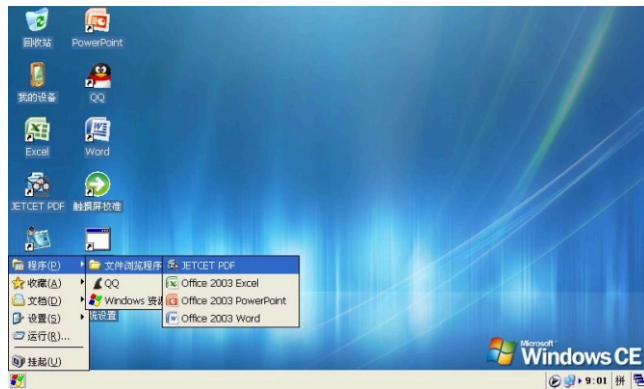 回收站
PowerPoint
我的设备
QQ
Excel
Word
JETCET PDF
触摸屏校准
程序(P)
收藏(A)
文档(D)
设置(S)
运行(R)...
挂起(U)
文件浏览程序
QQ
Windows 资
统设置
JETCET PDF
Office 2003 Excel
Office 2003 PowerPoint
Office 2003 Word
Microsoft
Windows CE
9:01
拼